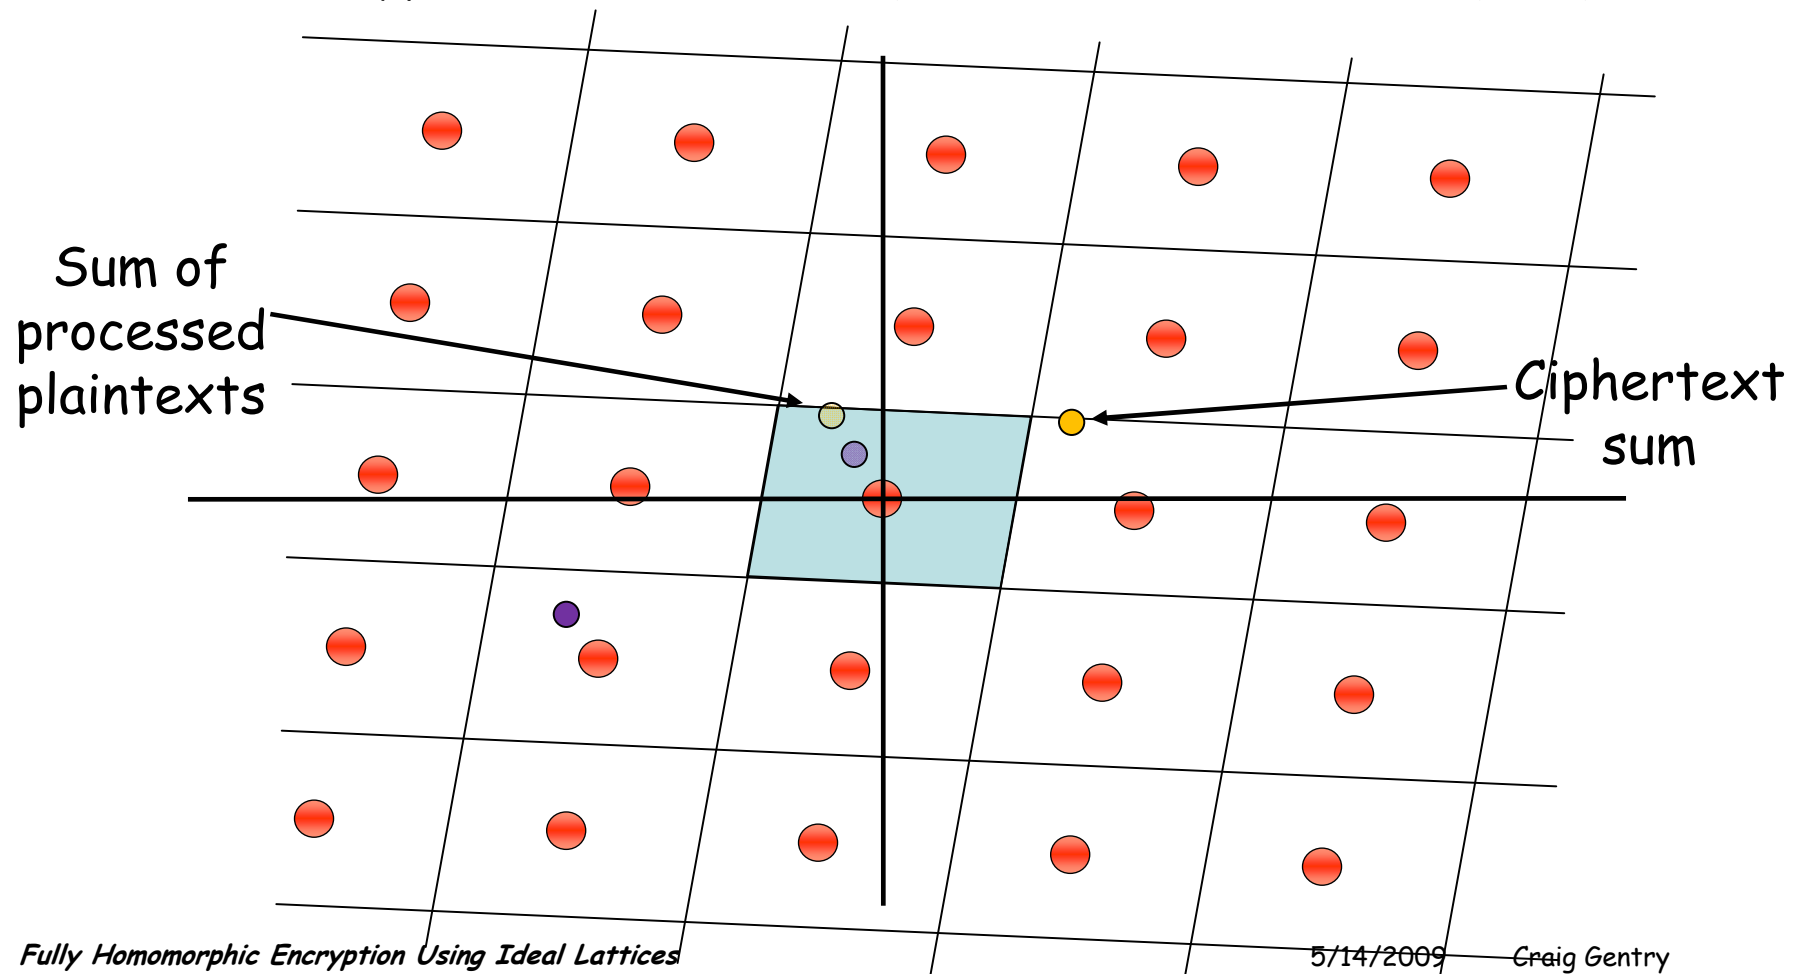 Sum of
processed
plaintexts
Ciphertext
sum
Fully Homomorphic Encryption Using Ideal Lattices
5/14/2009
Craig Gentry